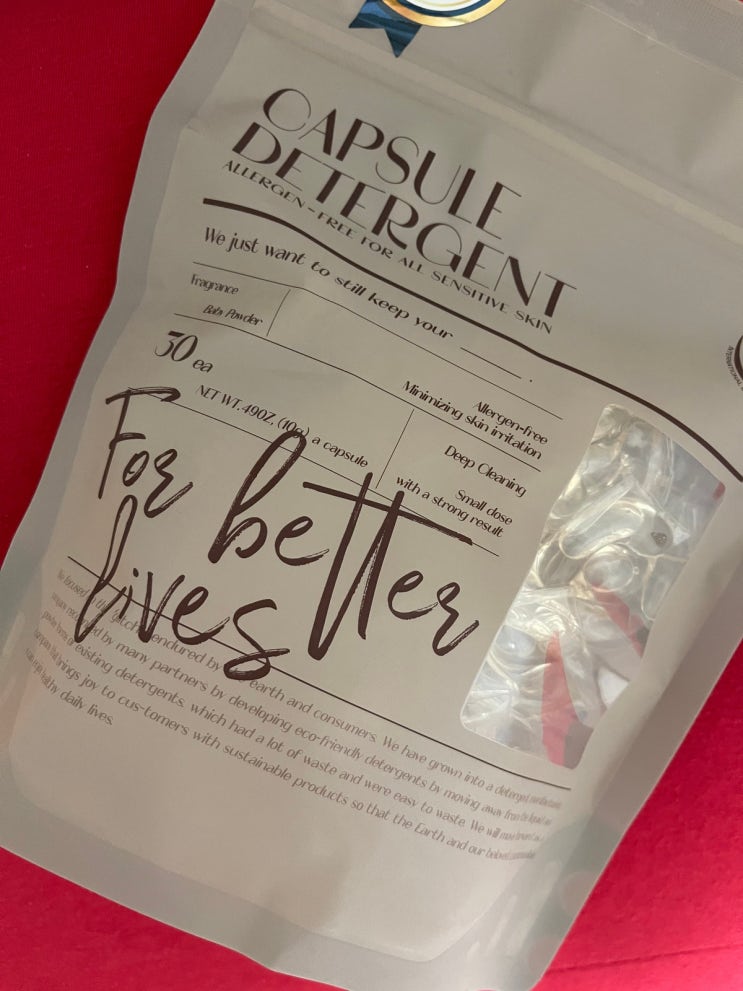 CAPSULE
DETERGENT
ALLERGEN-FREE FOR ALL SENSITIVE SKIN
We just want to still keep your ______ .
Fragrance
Baby Powder
30 ea
NET WT. 49OZ, (10g) a capsule
Allergen-free
Minimizing skin irritation
Deep Cleaning
Small dose
with a strong result
For better
lives
endured by earth and consumers. We have grown into a detergent
by many partners by developing eco-friendly detergents by moving away from the liquid and
existing detergents, which had a lot of waste and were easy to waste. We will
brings joy to cus-tomers with sustainable products so that the Earth and our beloved
daily lives.